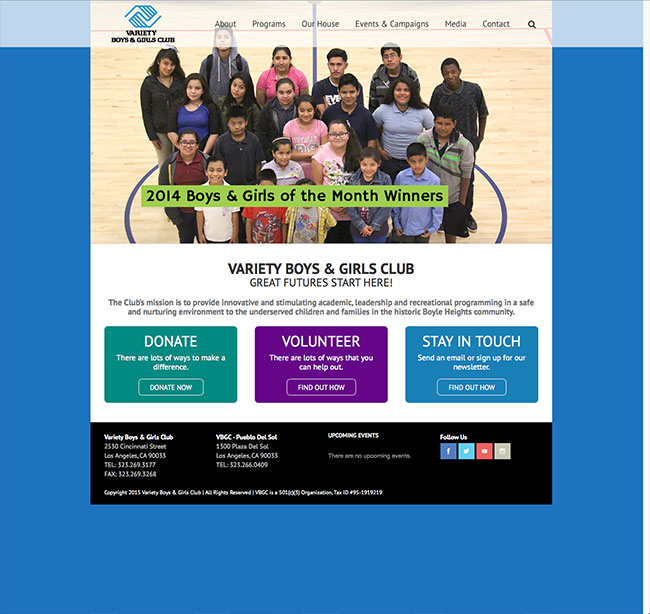 VARIETY
BOYS & GIRLS CLUB
About Programs Our House Events & Campaigns Media Contact
2014 Boys & Girls of the Month Winners
VARIETY BOYS & GIRLS CLUB
GREAT FUTURES START HERE!
The Club's mission is to provide innovative and stimulating academic, leadership and recreational programming in a safe
and nurturing environment to the underserved children and families in the historic Boyle Heights community.
DONATE
There are lots of ways to make a
difference.
DONATE NOW
VOLUNTEER
There are lots of ways that you
can help out.
FIND OUT HOW
STAY IN TOUCH
Send an email or sign up for our
newsletter.
FIND OUT HOW
Variety Boys & Girls Club
2530 Cincinnati Street
Los Angeles, CA 90033
TEL: 323.269.3177
FAX: 323.269.3268
VBGC - Pueblo Del Sol
1300 Plaza Del Sol
Los Angeles, CA 90033
TEL: 323.266.0409
UPCOMING EVENTS
There are no upcoming events.
Follow Us
Copyright 2015 Variety Boys & Girls Club | All Rights Reserved | VBGC is a 501(c)(3) Organization, Tax ID #95-1919219